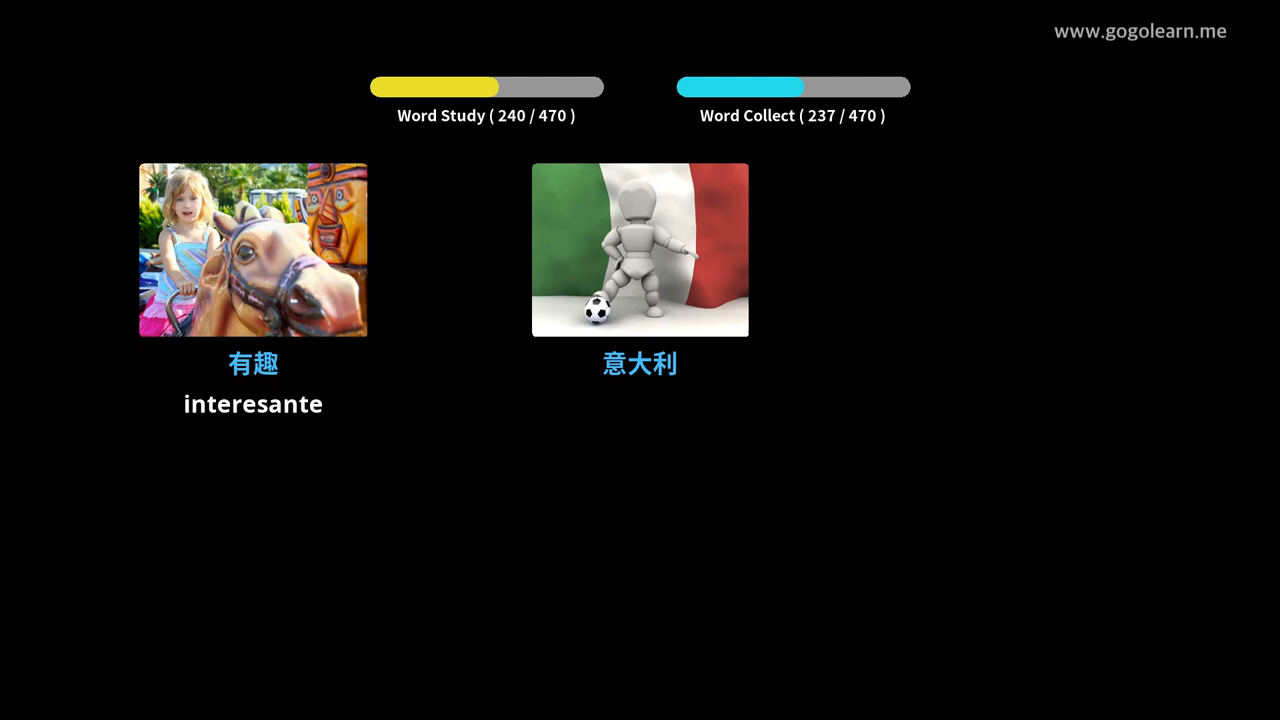 www.gogolearn.me
Word Study ( 240 / 470 )
Word Collect ( 237 / 470 )
有趣
意大利
interesante